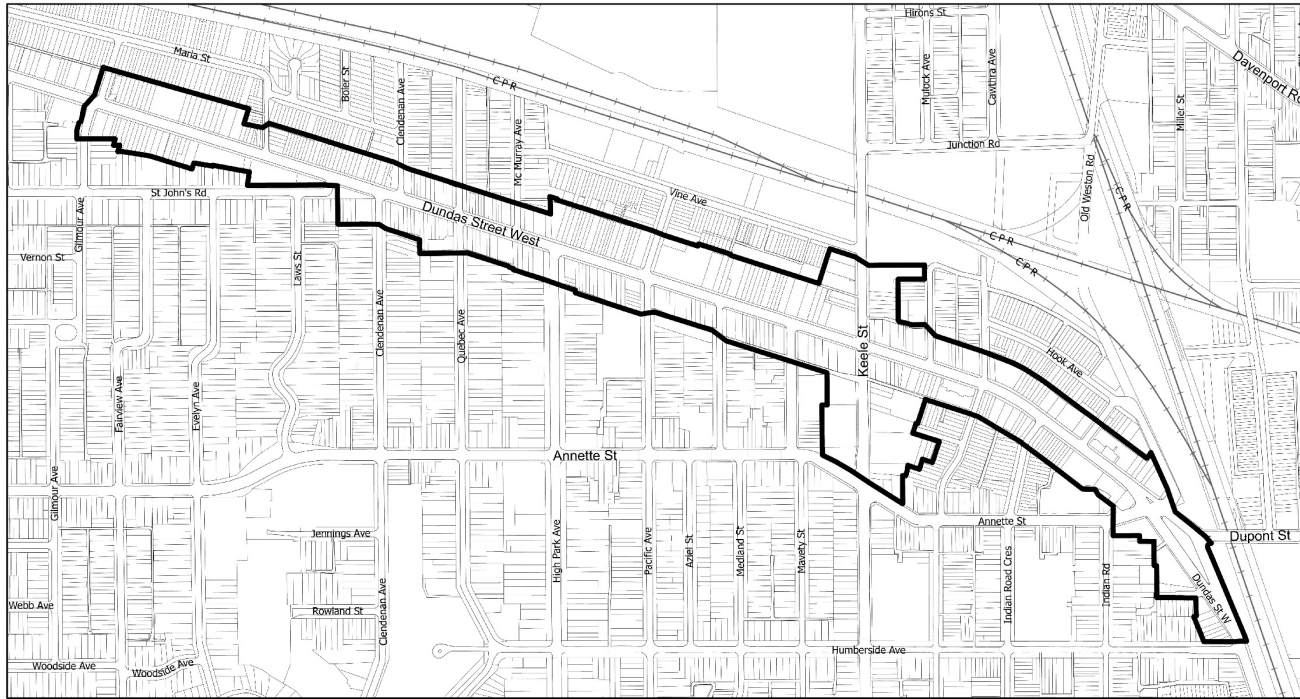 Hirons St
Maria St
Boler St
Clendenan Ave
C P R
Mulock Ave
Cawthra Ave
Davenport Rd
Miller St
Mc Murray Ave
Junction Rd
Old Weston Rd
C P R
St John's Rd
Gilmour Ave
Vine Ave
Dundas Street West
C P R
C P R
Vernon St
Laws St
Clendenan Ave
Quebec Ave
Keele St
Hook Ave
Fairview Ave
Evelyn Ave
Annette St
Gilmour Ave
Jennings Ave
High Park Ave
Pacific Ave
Aziel St
Medland St
Mavety St
Annette St
Dupont St
Indian Road Cres
Indian Rd
Dundas St W
Webb Ave
Rowland St
Clendenan Ave
Humberside Ave
Woodside Ave
Woodside Ave